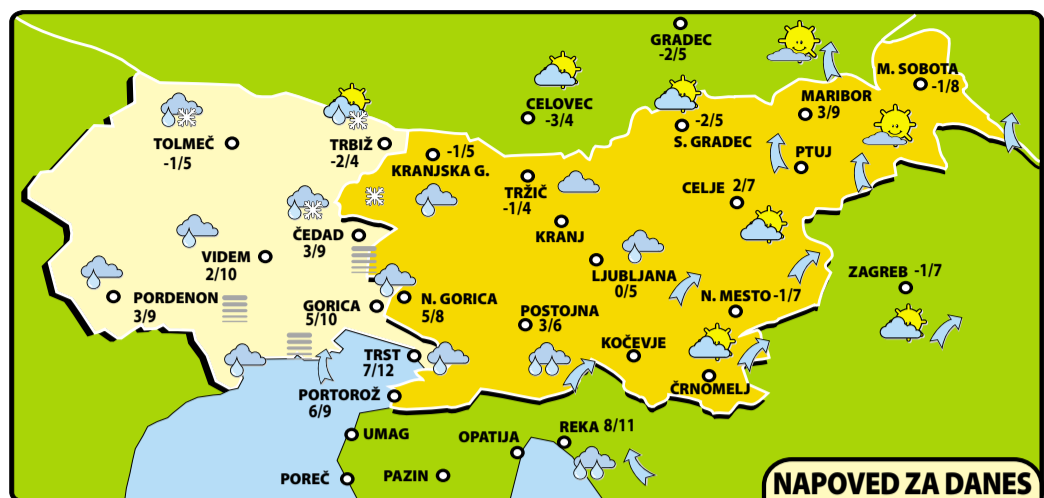 GRADEC
-2/5
M. SOBOTA
-1/8
CELOVEC
-3/4
MARIBOR
3/9
TOLMEČ
-1/5
TRBIŽ
-2/4
-1/5
KRANJSKA G.
-2/5
S. GRADEC
PTUJ
TRŽIČ
-1/4
CELJE 2/7
KRANJ
ČEDAD
3/9
VIDEM
2/10
LJUBLJANA
0/5
ZAGREB -1/7
PORDENON
3/9
GORICA
5/10
N. GORICA
5/8
POSTOJNA
3/6
N. MESTO -1/7
KOČEVJE
TRST
7/12
ČRNOMELJ
PORTOROŽ
6/9
UMAG
OPATIJA
REKA 8/11
POREČ
PAZIN
NAPOVED ZA DANES